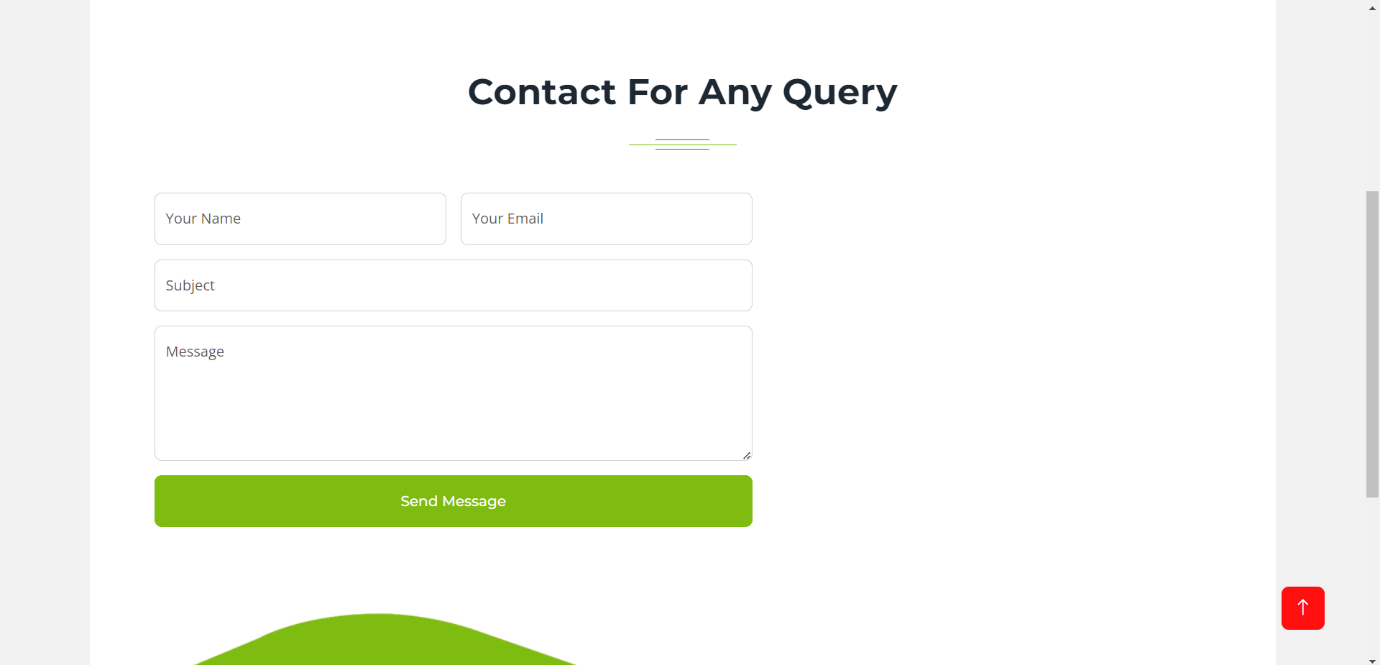 Contact For Any Query
Your Name
Your Email
Subject
Message
Send Message